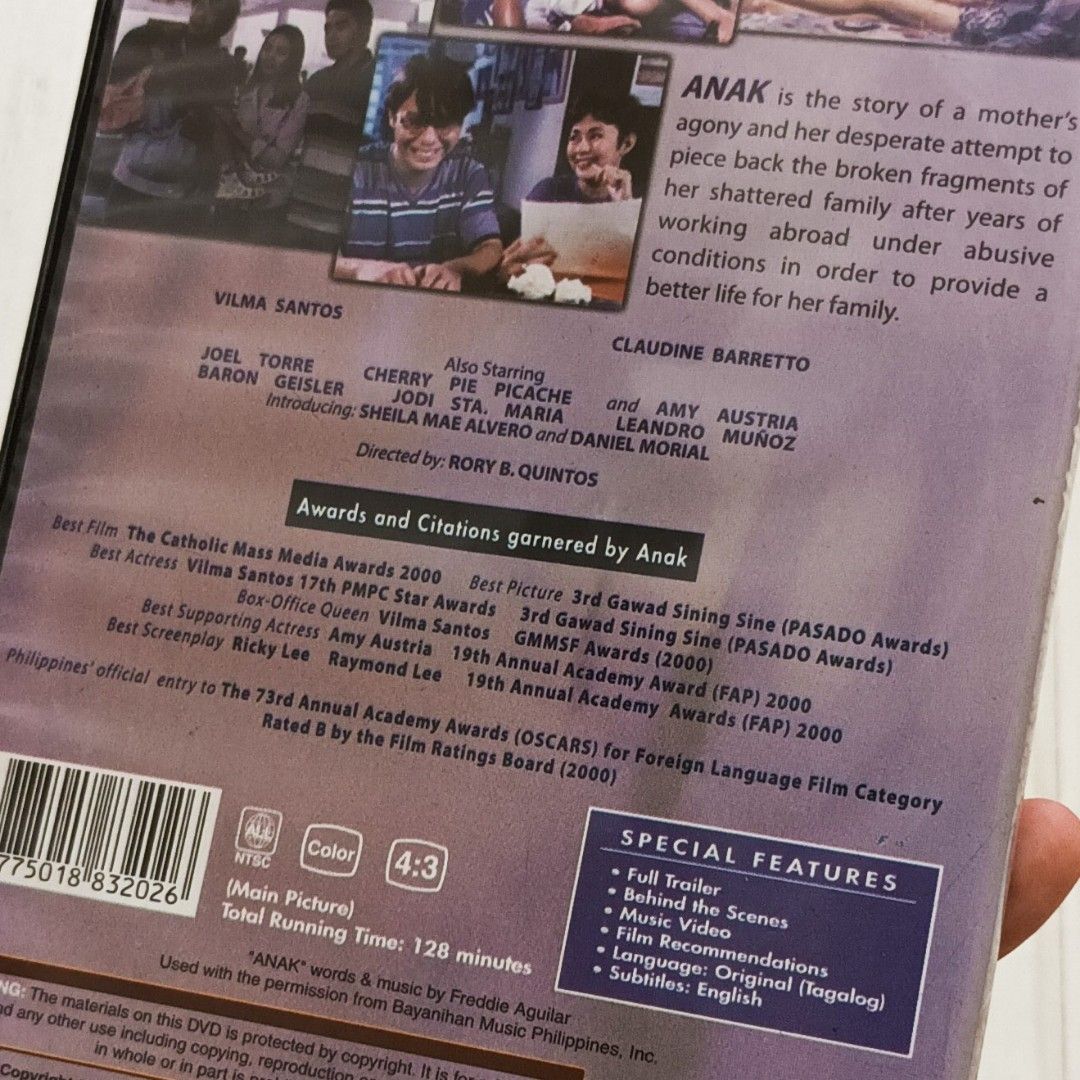 ANAK is the story of a mother's
agony and her desperate attempt to
piece back the broken fragments of
her shattered family after years of
working abroad under abusive
conditions in order to provide a
better life for her family.
VILMA SANTOS
CLAUDINE BARRETTO
Also Starring
JOEL TORRE CHERRY PIE PICACHE and AMY AUSTRIA
BARON GEISLER JODI STA. MARIA LEANDRO MUÑOZ
Introducing: SHEILA MAE ALVERO and DANIEL MORIAL
Directed by: RORY B. QUINTOS
Awards and Citations garnered by Anak
Best Film The Catholic Mass Media Awards 2000 Best Picture 3rd Gawad Sining Sine (PASADO Awards)
Best Actress Vilma Santos 17th PMPC Star Awards 3rd Gawad Sining Sine (PASADO Awards)
Box-Office Queen Vilma Santos GMMSF Awards (2000)
Best Supporting Actress Amy Austria 19th Annual Academy Award (FAP) 2000
Best Screenplay Ricky Lee Raymond Lee 19th Annual Academy Awards (FAP) 2000
Philippines' official entry to The 73rd Annual Academy Awards (OSCARS) for Foreign Language Film Category
Rated B by the Film Ratings Board (2000)
775018 832026
ALL
NTSC
Color
4:3
(Main Picture)
Total Running Time: 128 minutes
SPECIAL FEATURES
• Full Trailer
• Behind the Scenes
• Music Video
• Film Recommendations
• Language: Original (Tagalog)
• Subtitles: English
"ANAK" words & music by Freddie Aguilar
Used with the permission from Bayanihan Music Philippines, Inc.
The materials on this DVD is protected by copyright. It is
any other use including copying, reproduction
in whole or in part is